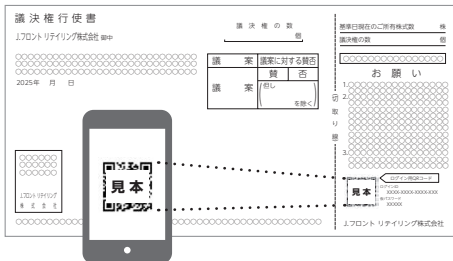 議決権行使書
J.フロント リテイリング株式会社 御中
議決権の数
個
議案
議案に対する賛否
賛
否
議案
(但し
を除く)
2025年 月 日
J.フロント リテイリング
株式会社
見本
切取り線
基準日現在のご所有株式数 株
議決権の数 個
お願い
1.
2.
3.
見本
ログイン用QRコード
ログインID
XXXX-XXXX-XXXX-XXX
仮パスワード
XXXXX
J.フロント リテイリング株式会社